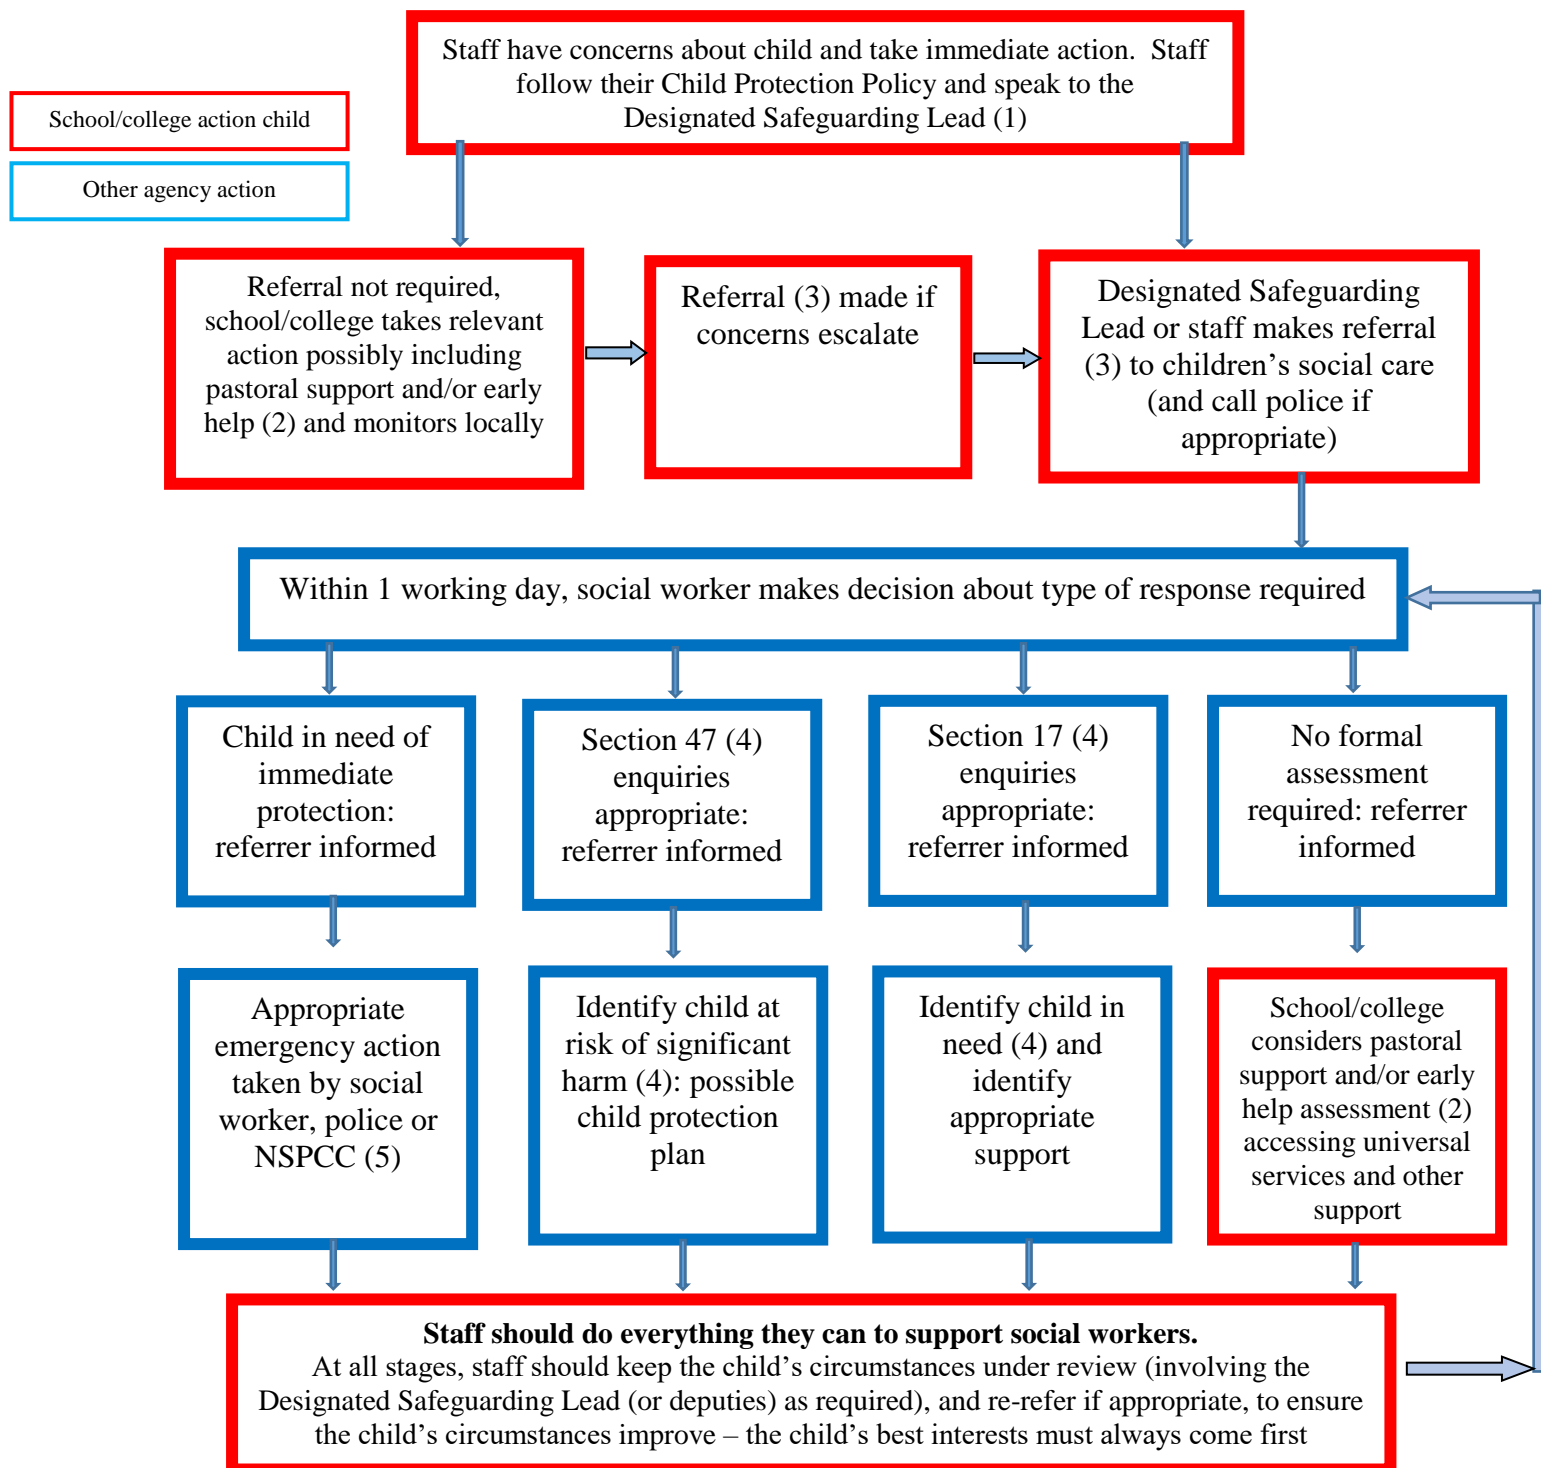 Staff have concerns about child and take immediate action.  Staff
follow their Child Protection Policy and speak to the
Designated Safeguarding Lead (1)
School/college action child
Other agency action
Referral not required,
school/college takes relevant
action possibly including
pastoral support and/or early
help (2) and monitors locally
Referral (3) made if
concerns escalate
Designated Safeguarding
Lead or staff makes referral
(3) to children’s social care
(and call police if
appropriate)
Within 1 working day, social worker makes decision about type of response required
Child in need of
immediate
protection:
referrer informed
Section 47 (4)
enquiries
appropriate:
referrer informed
Section 17 (4)
enquiries
appropriate:
referrer informed
No formal
assessment
required: referrer
informed
Appropriate
emergency action
taken by social
worker, police or
NSPCC (5)
Identify child at
risk of significant
harm (4): possible
child protection
plan
Identify child in
need (4) and
identify
appropriate
support
School/college
considers pastoral
support and/or early
help assessment (2)
accessing universal
services and other
support
Staff should do everything they can to support social workers.
At all stages, staff should keep the child’s circumstances under review (involving the
Designated Safeguarding Lead (or deputies) as required), and re-refer if appropriate, to ensure
the child’s circumstances improve – the child’s best interests must always come first